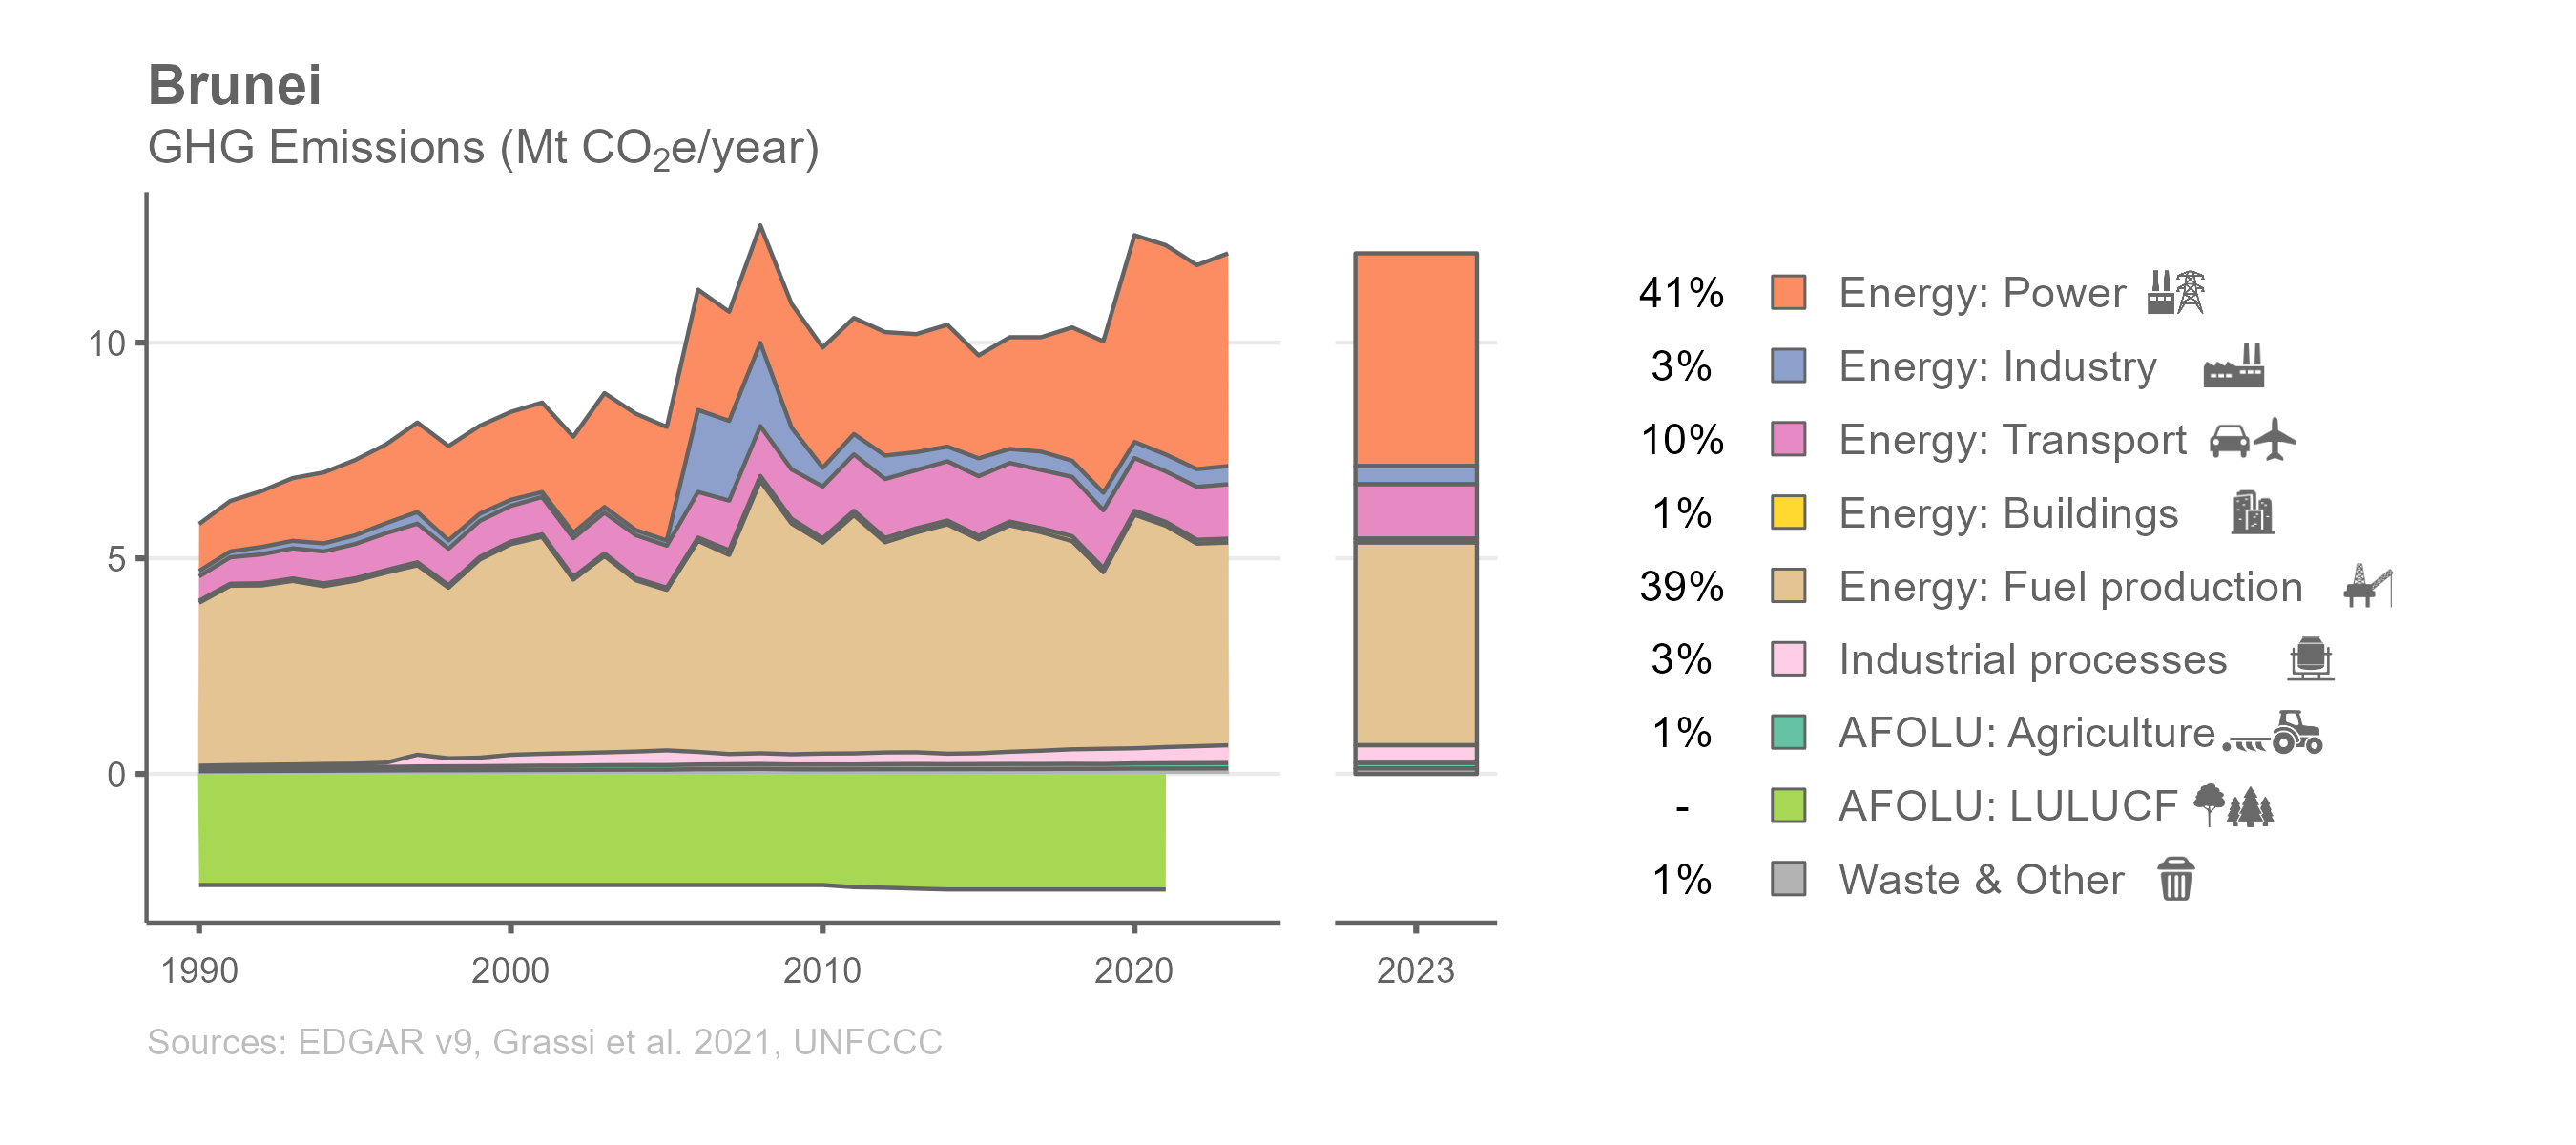 Brunei
GHG Emissions (Mt CO₂e/year)
10
5
0
1990
2000
2010
2020
2023
41% Energy: Power
3% Energy: Industry
10% Energy: Transport
1% Energy: Buildings
39% Energy: Fuel production
3% Industrial processes
1% AFOLU: Agriculture
- AFOLU: LULUCF
1% Waste & Other
Sources: EDGAR v9, Grassi et al. 2021, UNFCCC